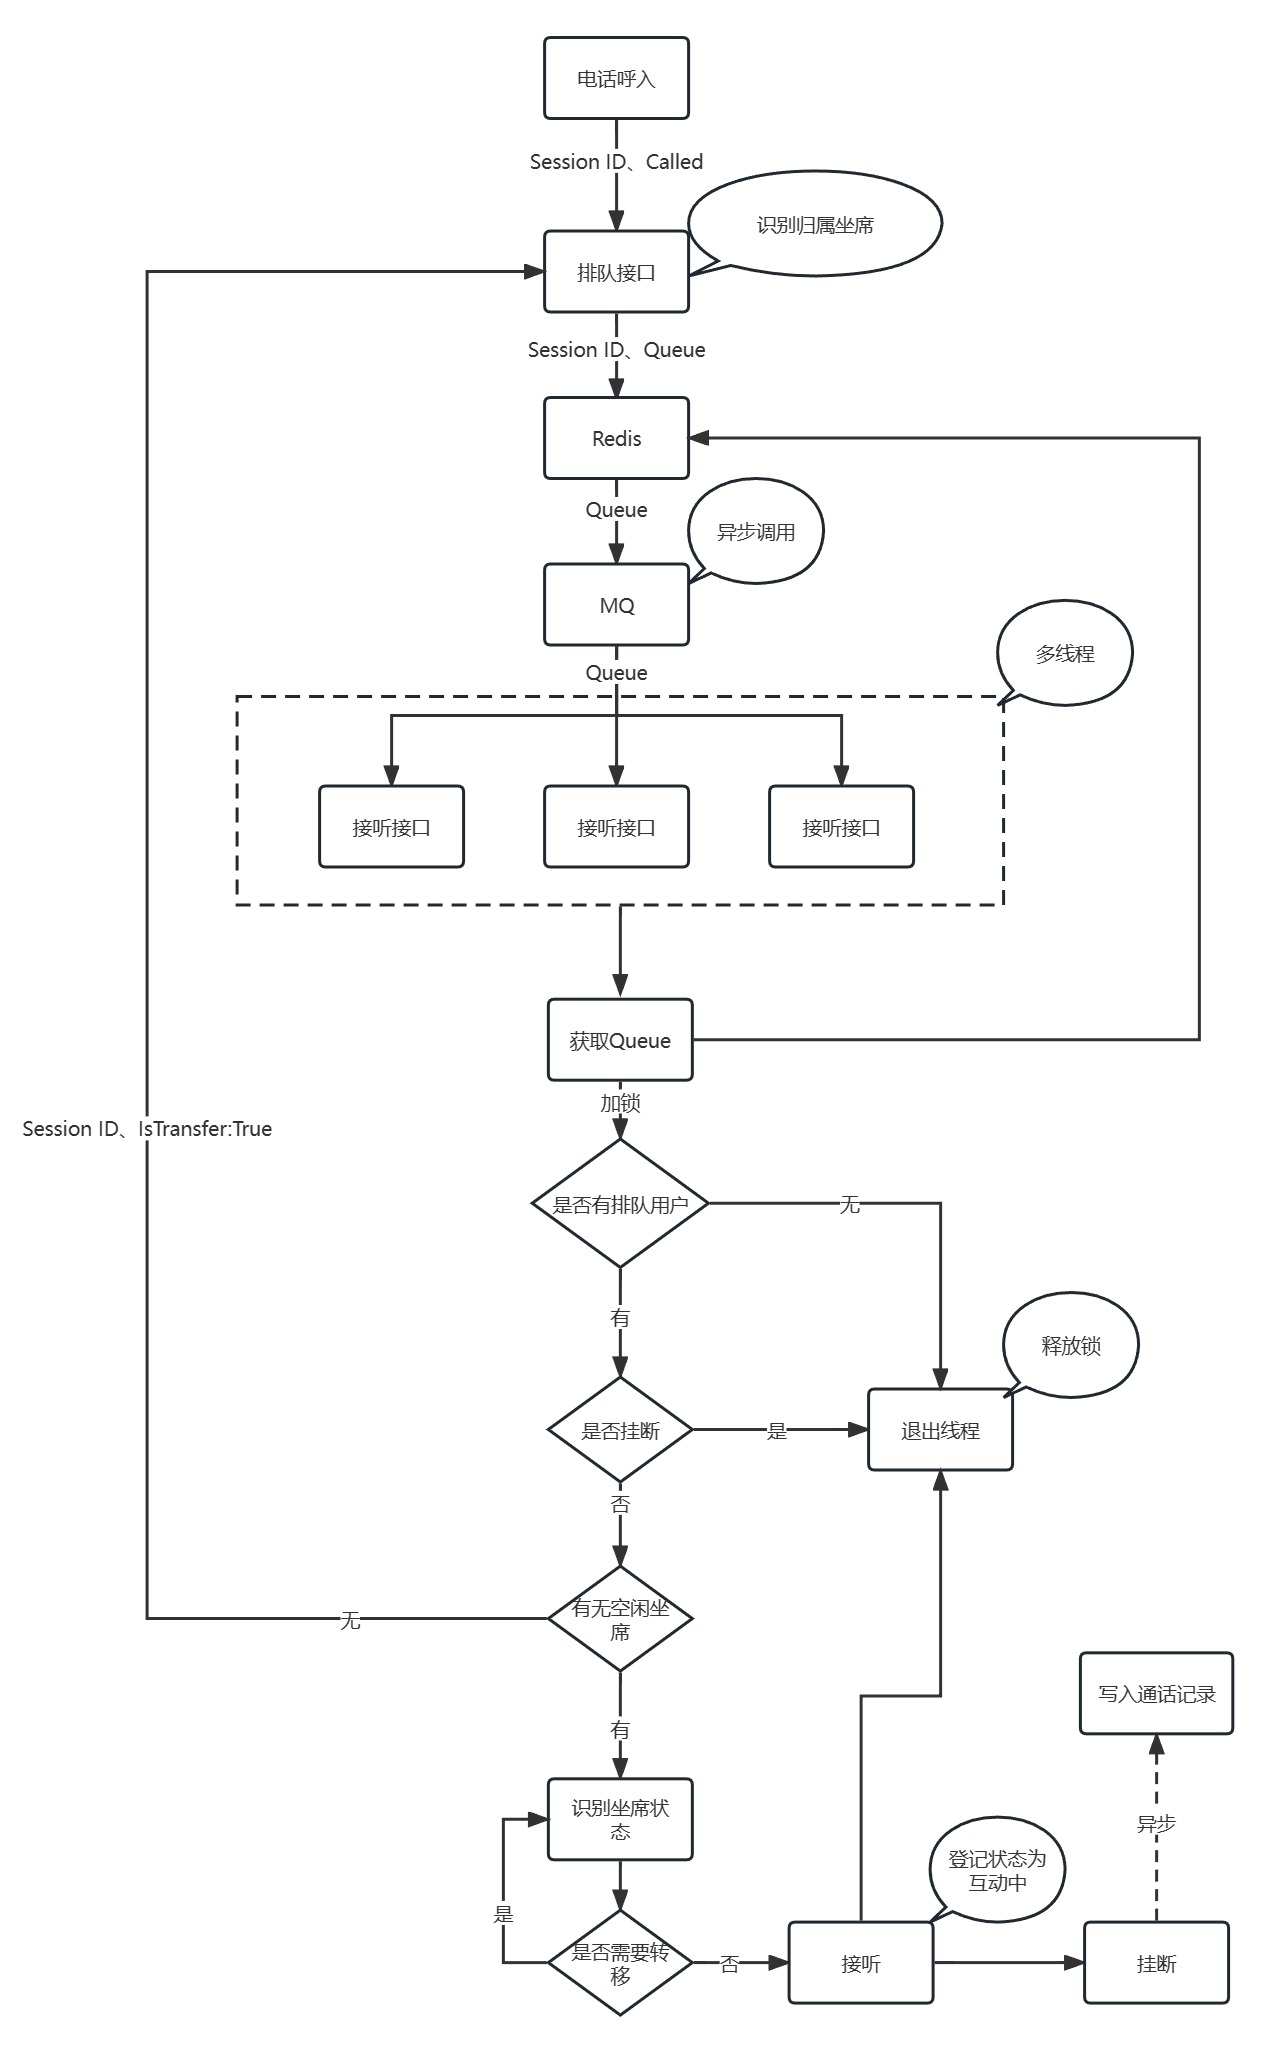 电话呼入
Session ID、Called
识别归属坐席
排队接口
Session ID、Queue
Redis
Queue
异步调用
MQ
多线程
Queue
接听接口
接听接口
接听接口
获取Queue
加锁
Session ID、IsTransfer:True
是否有排队用户
无
有
释放锁
是否挂断
是
退出线程
否
有无空闲坐
席
无
写入通话记录
有
识别坐席状
态
异步
登记状态为
互动中
是
是否需要转
移
否
接听
挂断